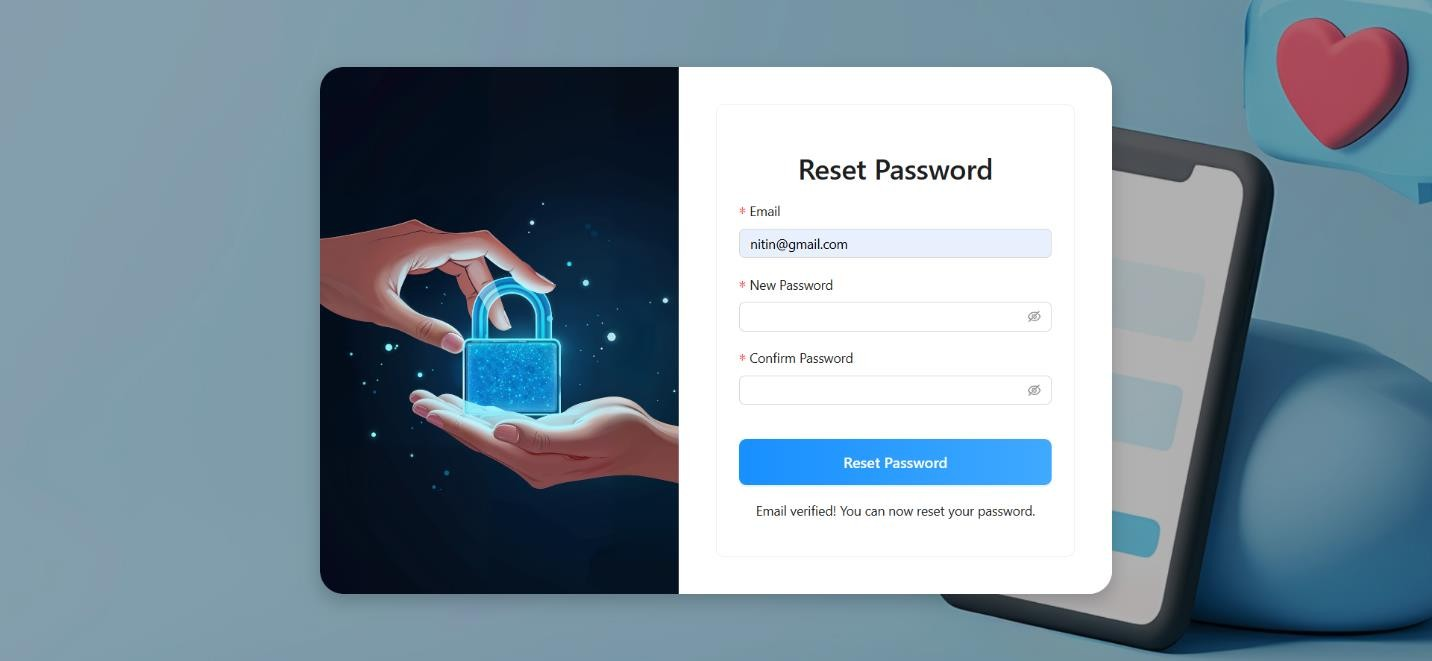 Reset Password
* Email
nitin@gmail.com
* New Password
* Confirm Password
Reset Password
Email verified! You can now reset your password.